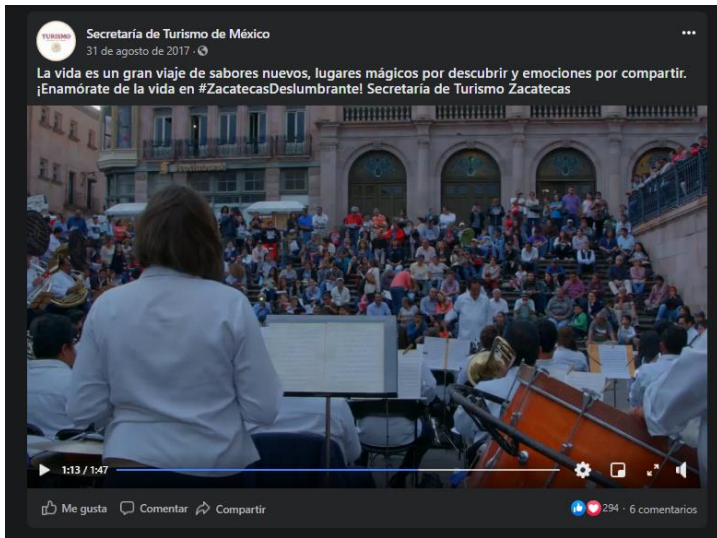 TURISMO
Secretaría de Turismo de México
31 de agosto de 2017 ·
La vida es un gran viaje de sabores nuevos, lugares mágicos por descubrir y emociones por compartir.
¡Enamórate de la vida en #ZacatecasDeslumbrante! Secretaría de Turismo Zacatecas
1:13 / 1:47
Me gusta Comentar Compartir 294 · 6 comentarios